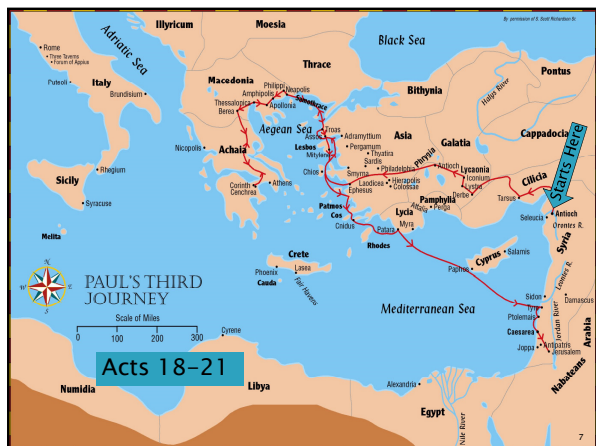 By permission of S. Scott Richardson Sr.
Illyricum
Moesia
Black Sea
Adriatic Sea
Rome
Three Taverns
Forum of Appius
Puteoli
Italy
Brundisium
Thrace
Macedonia
Philippi
Neapolis
Amphipolis
Thessalonica
Apollonia
Berea
Samothrace
Bithynia
Pontus
Halys River
Aegean Sea
Troas
Assos
Adramyttium
Lesbos
Mitylene
Pergamum
Thyatira
Sardis
Asia
Galatia
Cappadocia
Nicopolis
Achaia
Chios
Smyrna
Philadelphia
Phrygia
Antioch
Lycaonia
Iconium
Lystra
Derbe
Cilicia
Starts Here
Rhegium
Sicily
Syracuse
Corinth
Cenchrea
Athens
Laodicea
Hierapolis
Colossae
Ephesus
Pamphylia
Attalia
Perga
Tarsus
Seleucia
Antioch
Orontes R.
Patmos
Cos
Cnidus
Lycia
Patara
Myra
Melita
Rhodes
Syria
Cyprus
Salamis
Paphos
Crete
Phoenix
Lasea
Cauda
Fair Havens
N
W
E
S
PAUL'S THIRD
JOURNEY
Mediterranean Sea
Sidon
Damascus
Tyre
Ptolemais
Caesarea
Jordan River
Arabia
Scale of Miles
0
100
200
300
Cyrene
Joppa
Antipatris
Jerusalem
Nabateans
Acts 18-21
Numidia
Libya
Alexandria
Egypt
Nile River
7